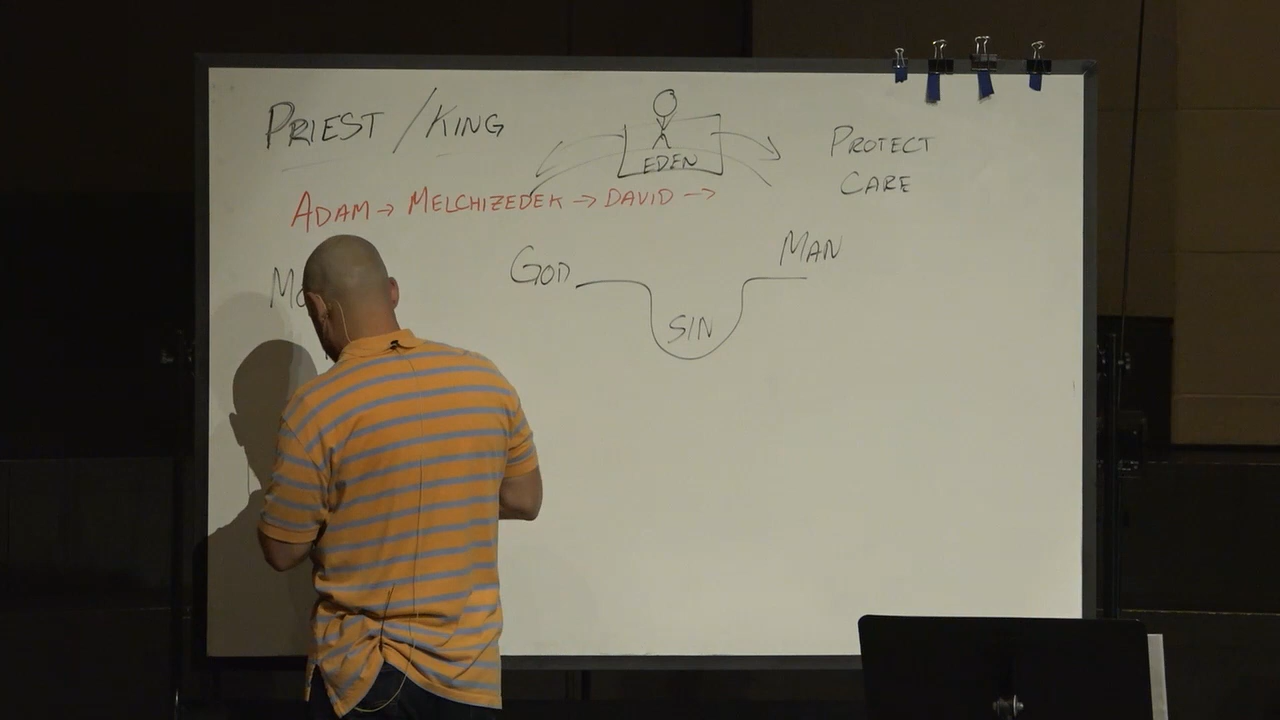 PRIEST / KING
EDEN
PROTECT
CARE
ADAM → MELCHIZEDEK → DAVID →
GOD
MAN
SIN